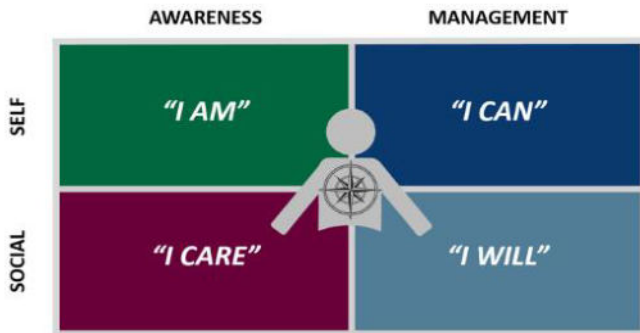 AWARENESS MANAGEMENT
SELF
“I AM” “I CAN”
SOCIAL
“I CARE” “I WILL”